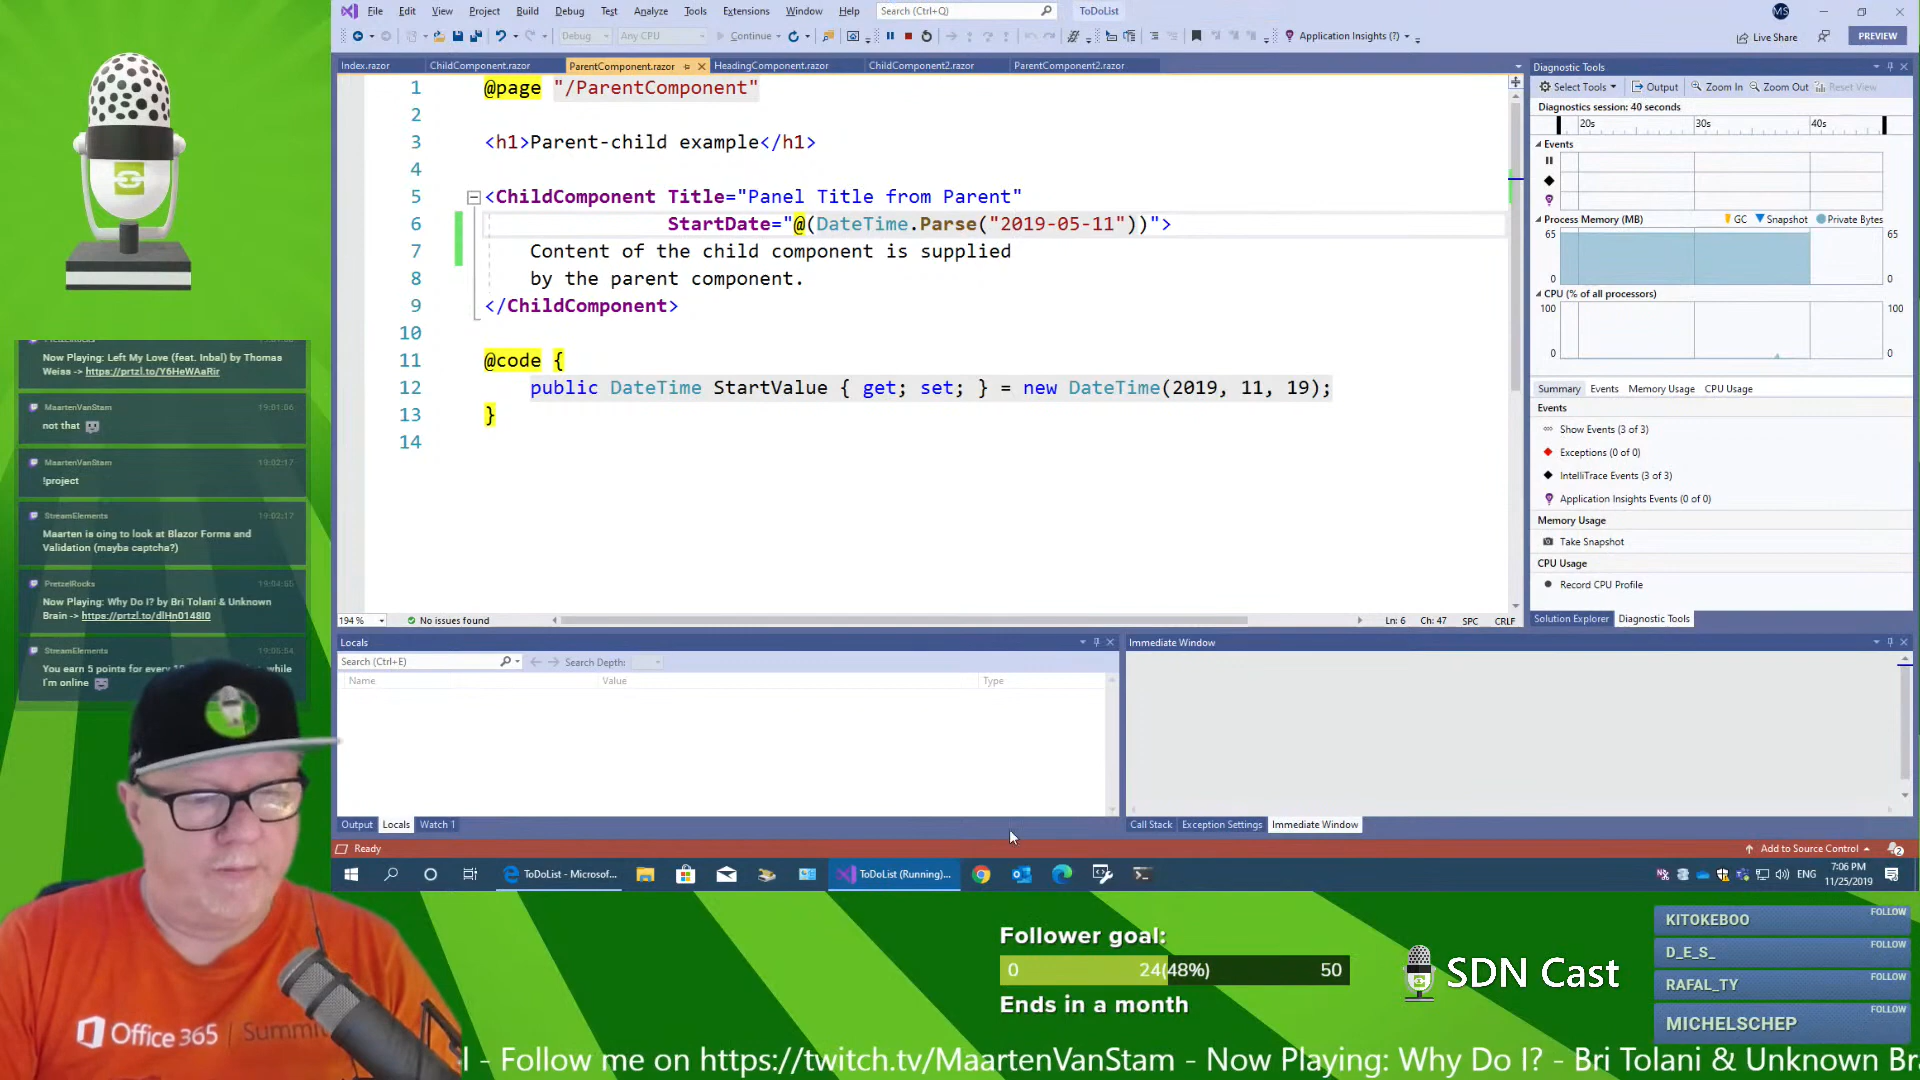 File Edit View Project Build Debug Test Analyze Tools Extensions Window Help Search (Ctrl+Q) ToDoList MS
Debug Any CPU Continue Application Insights (?) Live Share PREVIEW
Index.razor ChildComponent.razor ParentComponent.razor HeadingComponent.razor ChildComponent2.razor ParentComponent2.razor
1 @page "/ParentComponent"
2
3 <h1>Parent-child example</h1>
4
5 <ChildComponent Title="Panel Title from Parent"
6 StartDate="@(DateTime.Parse("2019-05-11"))">
7 Content of the child component is supplied
8 by the parent component.
9 </ChildComponent>
10
11 @code {
12 public DateTime StartValue { get; set; } = new DateTime(2019, 11, 19);
13 }
14
194 % No issues found Ln: 6 Ch: 47 SPC CRLF
Diagnostic Tools
Select Tools Output Zoom In Zoom Out Reset View
Diagnostics session: 40 seconds
20s 30s 40s
Events
Process Memory (MB) GC Snapshot Private Bytes
65 65
0 0
CPU (% of all processors)
100 100
0 0
Summary Events Memory Usage CPU Usage
Events
Show Events (3 of 3)
Exceptions (0 of 0)
IntelliTrace Events (3 of 3)
Application Insights Events (0 of 0)
Memory Usage
Take Snapshot
CPU Usage
Record CPU Profile
Solution Explorer Diagnostic Tools
Locals
Search (Ctrl+E) Search Depth:
Name Value Type
Output Locals Watch 1
Immediate Window
Call Stack Exception Settings Immediate Window
Ready Add to Source Control 2
ToDoList - Microsof... ToDoList (Running)... ENG 7:06 PM
11/25/2019
Now Playing: Left My Love (feat. Inbal) by Thomas
Weiss -> https://prtzl.to/Y6HeWAaRir
MaartenVanStam 19:01:06
not that
MaartenVanStam 19:02:17
!project
StreamElements 19:02:17
Maarten is oing to look at Blazor Forms and
Validation (mayba captcha?)
PretzelRocks 19:04:55
Now Playing: Why Do I? by Bri Tolani & Unknown
Brain -> https://prtzl.to/dlHn0148I0
StreamElements 19:05:54
You earn 5 points for every while
I'm online
Office 365 Summit
Follower goal:
0 24(48%) 50
Ends in a month
SDN Cast
KITOKEBOO FOLLOW
D_E_S_ FOLLOW
RAFAL_TY FOLLOW
MICHELSCHEP FOLLOW
l - Follow me on https://twitch.tv/MaartenVanStam - Now Playing: Why Do I? - Bri Tolani & Unknown Br